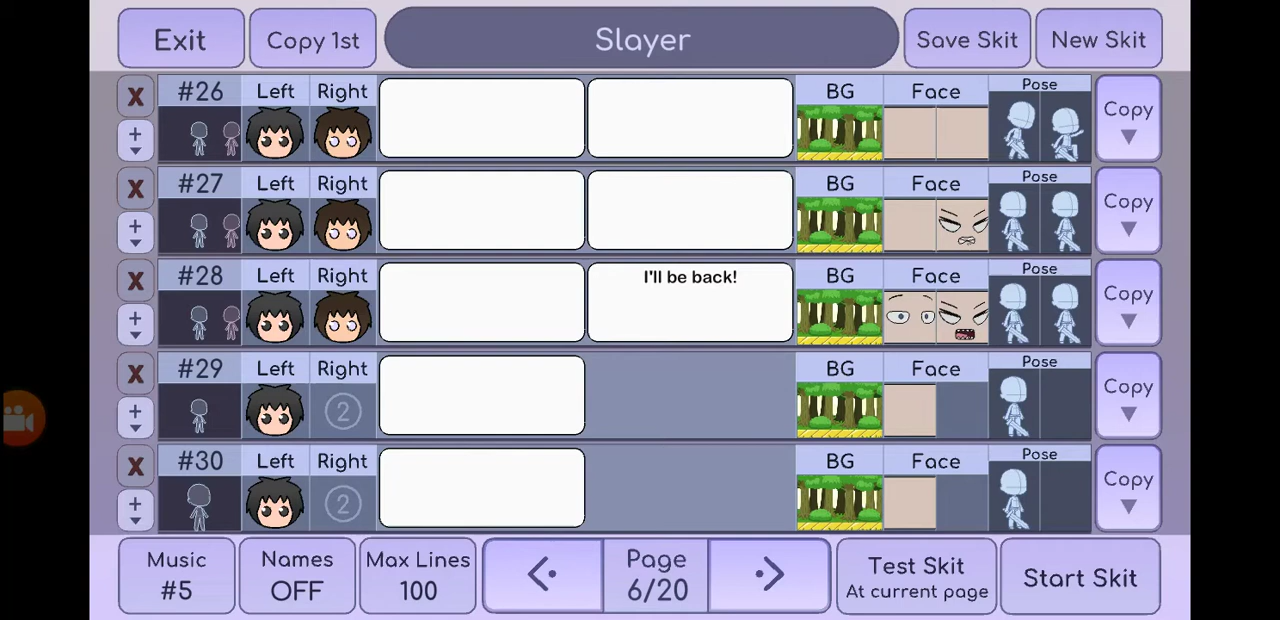 Exit
Copy 1st
Slayer
Save Skit
New Skit
X
#26
Left
Right
BG
Face
Pose
Copy
+
X
#27
Left
Right
BG
Face
Pose
Copy
+
X
#28
Left
Right
I'll be back!
BG
Face
Pose
Copy
+
X
#29
Left
Right
2
BG
Face
Pose
Copy
+
X
#30
Left
Right
2
BG
Face
Pose
Copy
+
Music
#5
Names
OFF
Max Lines
100
Page
6/20
Test Skit
At current page
Start Skit